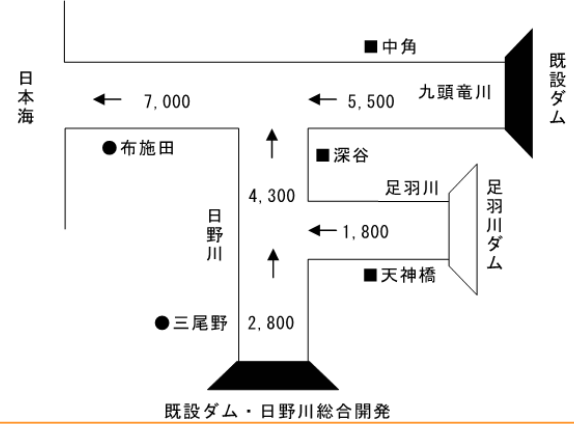 ■中角
既設ダム
日本海
九頭竜川
← 7,000
← 5,500
●布施田
■深谷
4,300
足羽川
足羽川ダム
日野川
← 1,800
■天神橋
●三尾野
2,800
既設ダム・日野川総合開発